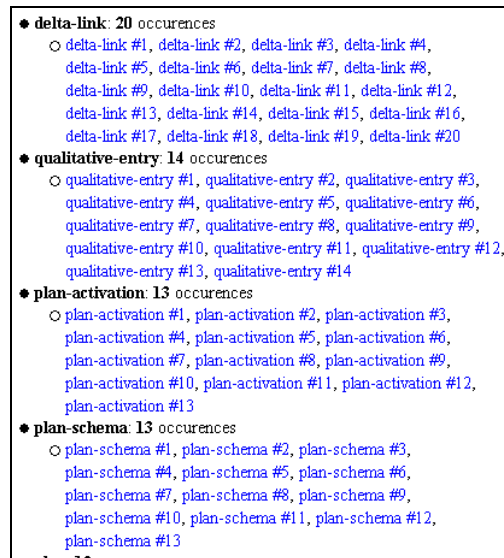 ● delta-link: 20 occurences
○ delta-link #1, delta-link #2, delta-link #3, delta-link #4,
delta-link #5, delta-link #6, delta-link #7, delta-link #8,
delta-link #9, delta-link #10, delta-link #11, delta-link #12,
delta-link #13, delta-link #14, delta-link #15, delta-link #16,
delta-link #17, delta-link #18, delta-link #19, delta-link #20
● qualitative-entry: 14 occurences
○ qualitative-entry #1, qualitative-entry #2, qualitative-entry #3,
qualitative-entry #4, qualitative-entry #5, qualitative-entry #6,
qualitative-entry #7, qualitative-entry #8, qualitative-entry #9,
qualitative-entry #10, qualitative-entry #11, qualitative-entry #12,
qualitative-entry #13, qualitative-entry #14
● plan-activation: 13 occurences
○ plan-activation #1, plan-activation #2, plan-activation #3,
plan-activation #4, plan-activation #5, plan-activation #6,
plan-activation #7, plan-activation #8, plan-activation #9,
plan-activation #10, plan-activation #11, plan-activation #12,
plan-activation #13
● plan-schema: 13 occurences
○ plan-schema #1, plan-schema #2, plan-schema #3,
plan-schema #4, plan-schema #5, plan-schema #6,
plan-schema #7, plan-schema #8, plan-schema #9,
plan-schema #10, plan-schema #11, plan-schema #12,
plan-schema #13